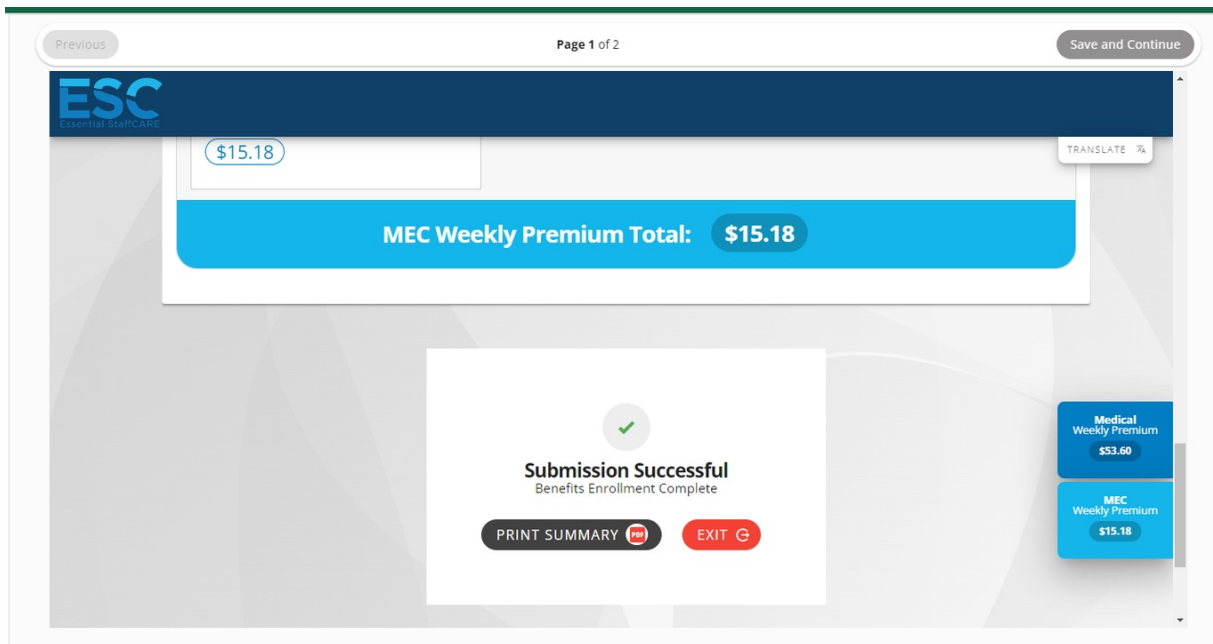 Previous
Page 1 of 2
Save and Continue
ESC
Essential StaffCARE
$15.18
TRANSLATE
MEC Weekly Premium Total: $15.18
Submission Successful
Benefits Enrollment Complete
PRINT SUMMARY PDF
EXIT
Medical
Weekly Premium
$53.60
MEC
Weekly Premium
$15.18